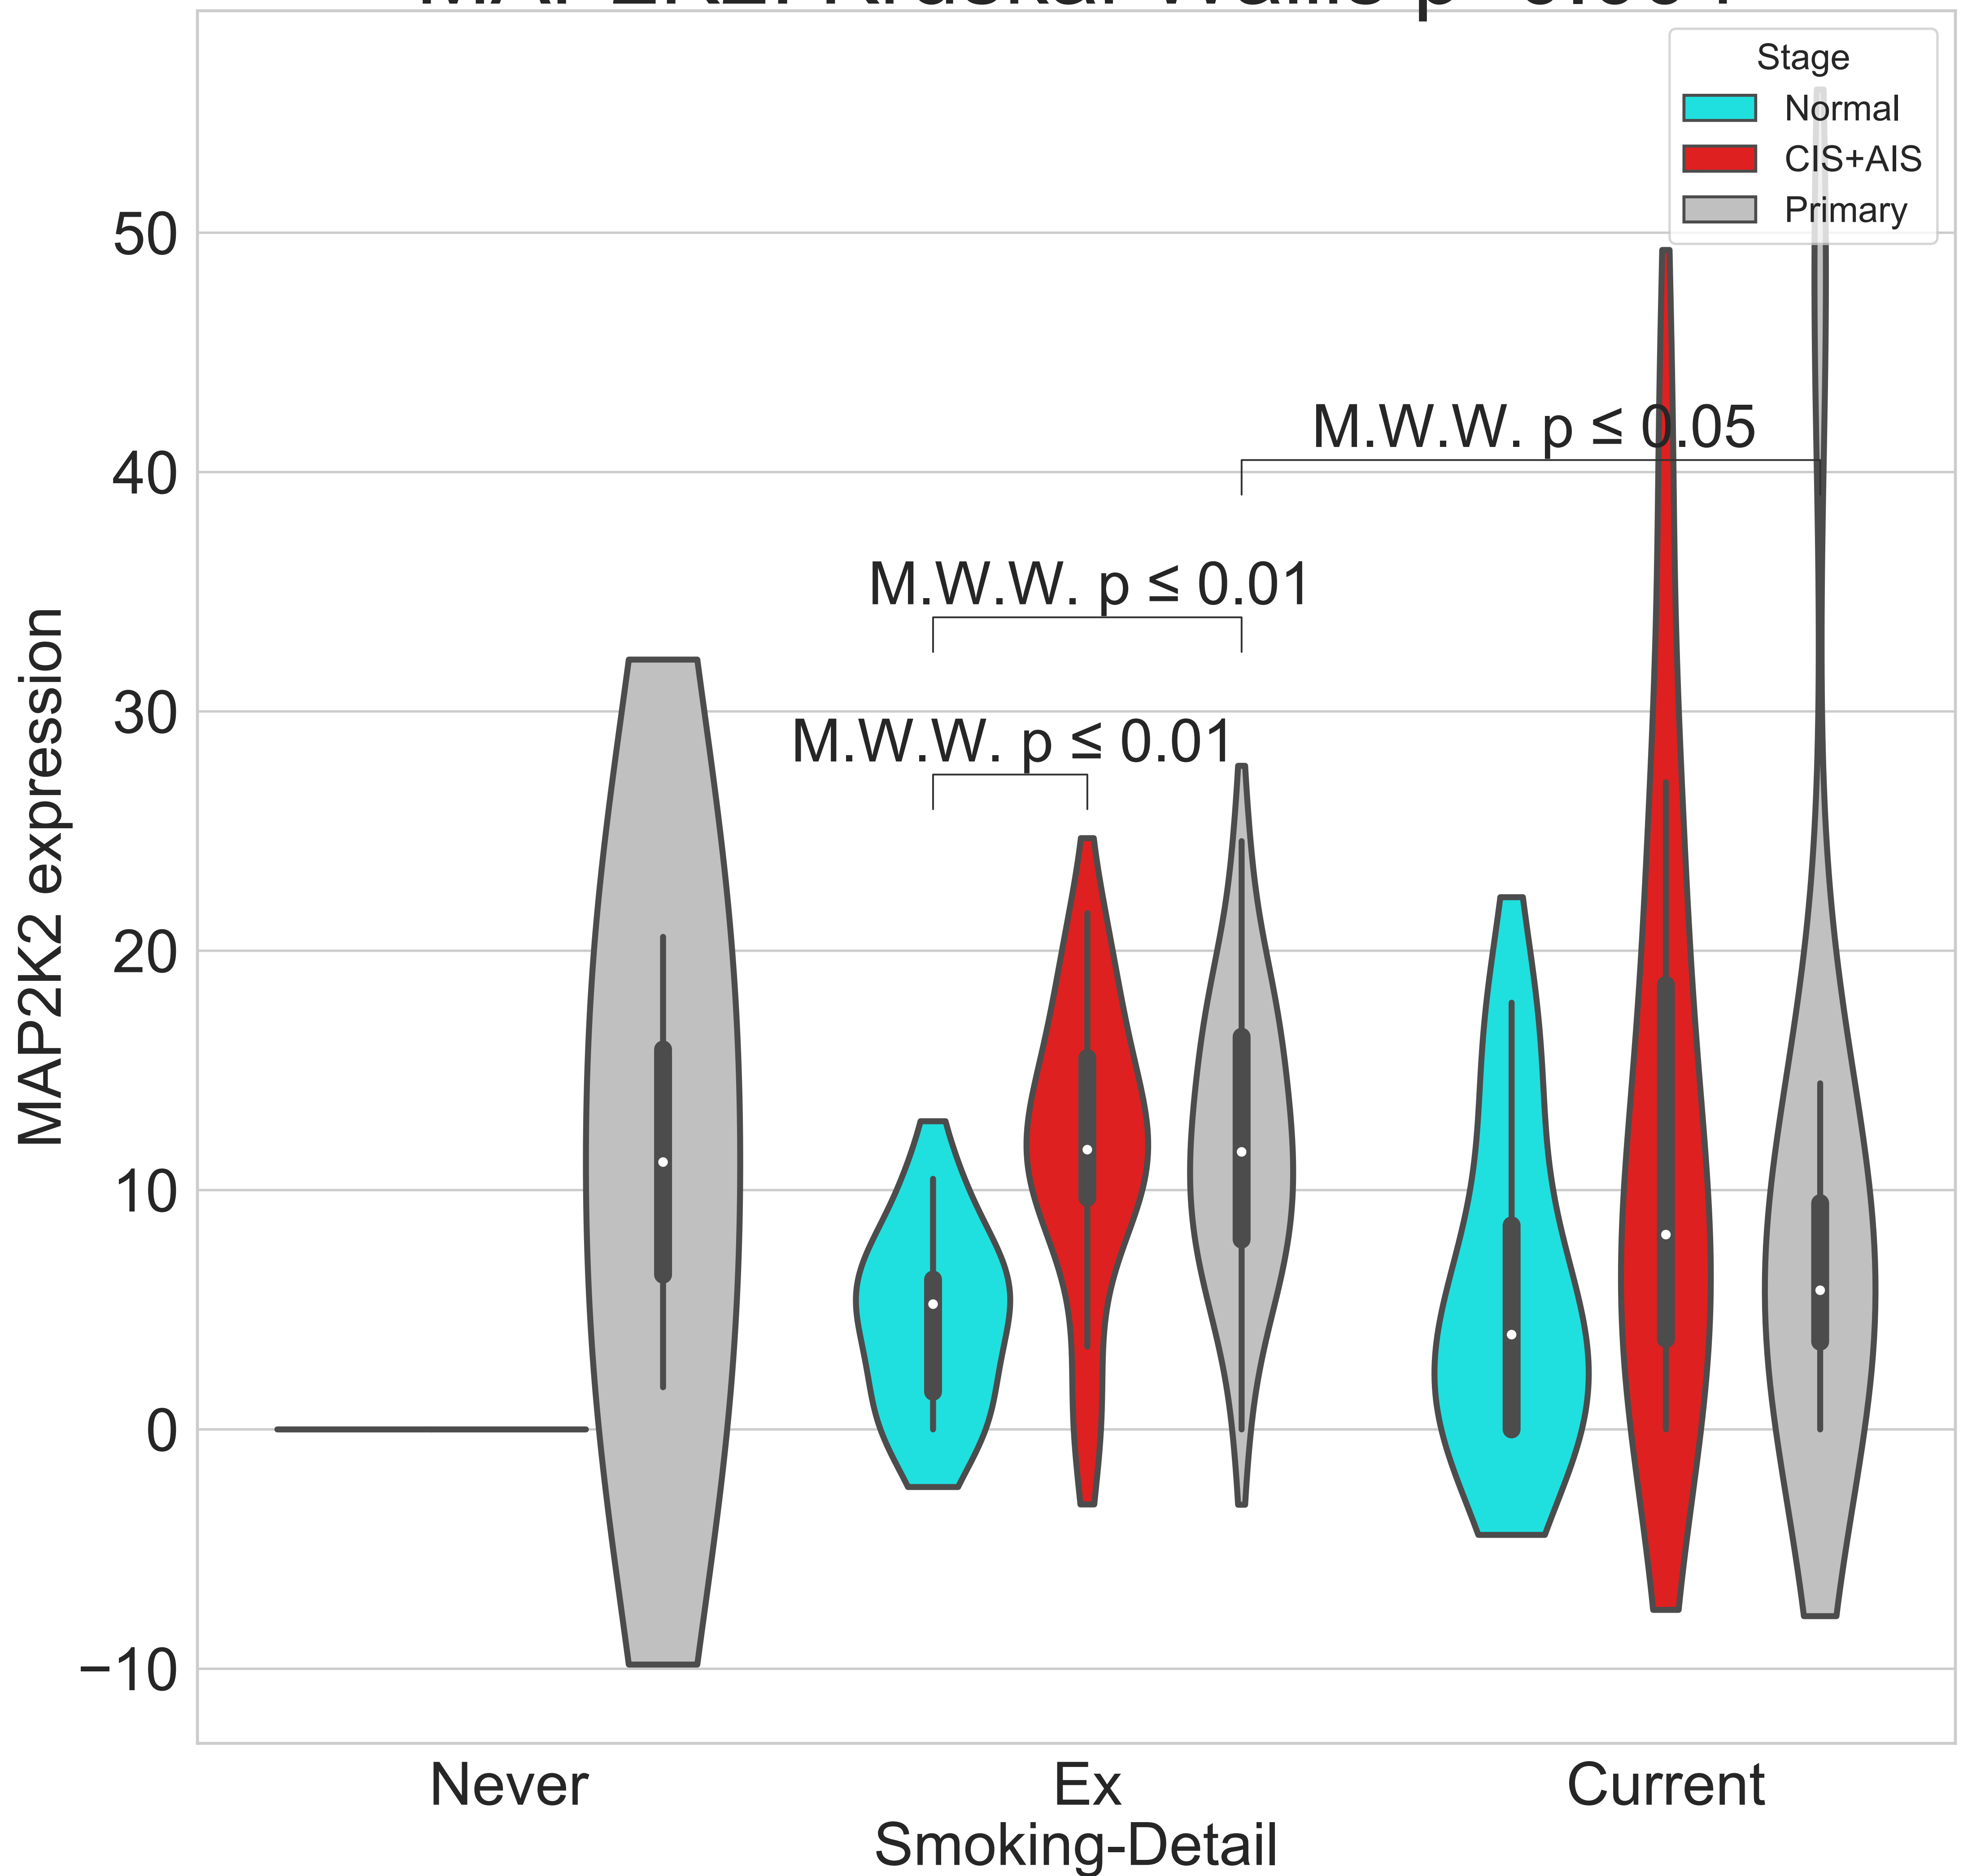 Stage
Normal
CIS+AIS
Primary
50
40
30
20
10
0
−10
MAP2K2 expression
M.W.W. p ≤ 0.05
M.W.W. p ≤ 0.01
M.W.W. p ≤ 0.01
Never
Ex
Current
Smoking-Detail